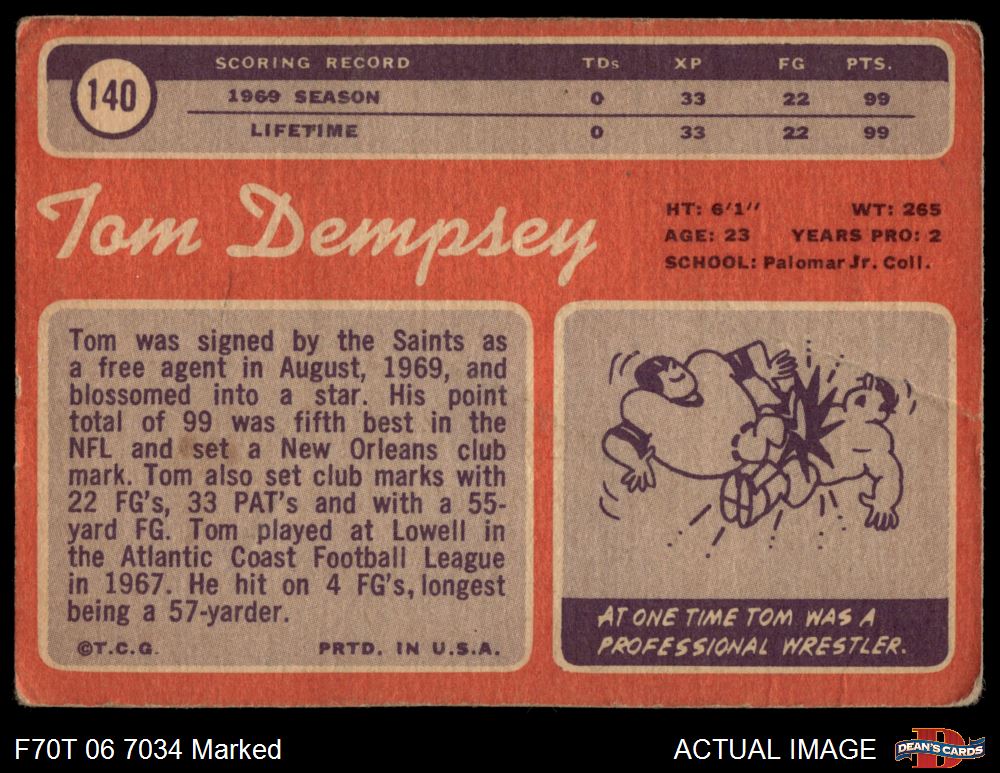 140
SCORING RECORD TDs XP FG PTS.
1969 SEASON 0 33 22 99
LIFETIME 0 33 22 99
Tom Dempsey
HT: 6'1" WT: 265
AGE: 23 YEARS PRO: 2
SCHOOL: Palomar Jr. Coll.
Tom was signed by the Saints as
a free agent in August, 1969, and
blossomed into a star. His point
total of 99 was fifth best in the
NFL and set a New Orleans club
mark. Tom also set club marks with
22 FG's, 33 PAT's and with a 55-
yard FG. Tom played at Lowell in
the Atlantic Coast Football League
in 1967. He hit on 4 FG's, longest
being a 57-yarder.
©T.C.G. PRTD. IN U.S.A.
AT ONE TIME TOM WAS A
PROFESSIONAL WRESTLER.
F70T 06 7034 Marked
ACTUAL IMAGE
DEAN'S CARDS